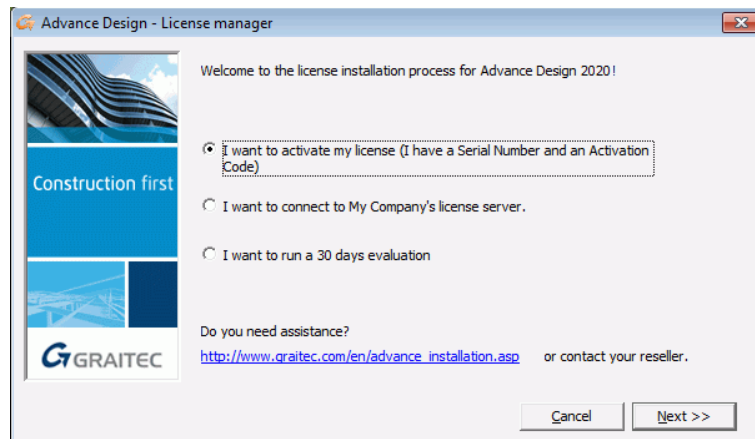 Advance Design - License manager
Welcome to the license installation process for Advance Design 2020!
I want to activate my license (I have a Serial Number and an Activation
Code)
Construction first
I want to connect to My Company's license server.
I want to run a 30 days evaluation
Do you need assistance?
http://www.graitec.com/en/advance_installation.asp or contact your reseller.
GRAITEC
Cancel Next >>